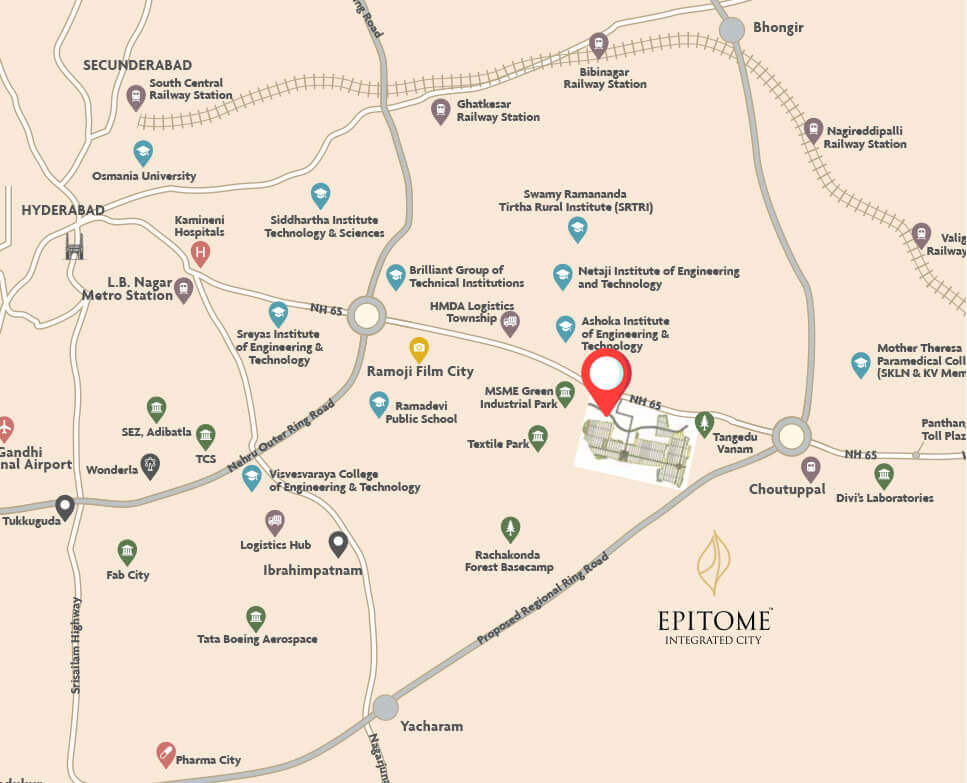 Ring Road
Bhongir
SECUNDERABAD
South Central
Railway Station
Bibinagar
Railway Station
Ghatkesar
Railway Station
Nagireddipalli
Railway Station
Osmania University
HYDERABAD
Kamineni
Hospitals
Siddhartha Institute
Technology & Sciences
Swamy Ramananda
Tirtha Rural Institute (SRTRI)
Valig
Railway
L.B. Nagar
Metro Station
Brilliant Group of
Technical Institutions
Netaji Institute of Engineering
and Technology
NH 65
HMDA Logistics
Township
Sreyas Institute
of Engineering &
Technology
Ashoka Institute
of Engineering &
Technology
Ramoji Film City
Mother Theresa
Paramedical Coll
(SKLN & KV Mem
MSME Green
Industrial Park
NH 65
Ramadevi
Public School
SEZ, Adibatla
TCS
Nehru Outer Ring Road
Textile Park
Tangedu
Vanam
Panthan
Toll Plaz
NH 65
V
Gandhi
nal Airport
Wonderla
Visvesvaraya College
of Engineering & Technology
Choutuppal
Divi's Laboratories
Tukkuguda
Logistics Hub
Ibrahimpatnam
Rachakonda
Forest Basecamp
Fab City
Proposed Regional Ring Road
EPITOME™
INTEGRATED CITY
Tata Boeing Aerospace
Srisailam Highway
Yacharam
Nagarjun
Pharma City